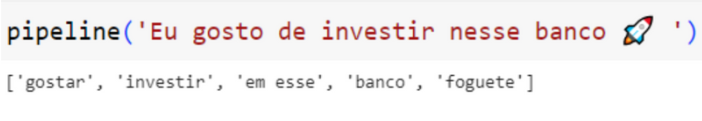 pipeline('Eu gosto de investir nesse banco 🚀 ')
['gostar', 'investir', 'em esse', 'banco', 'foguete']